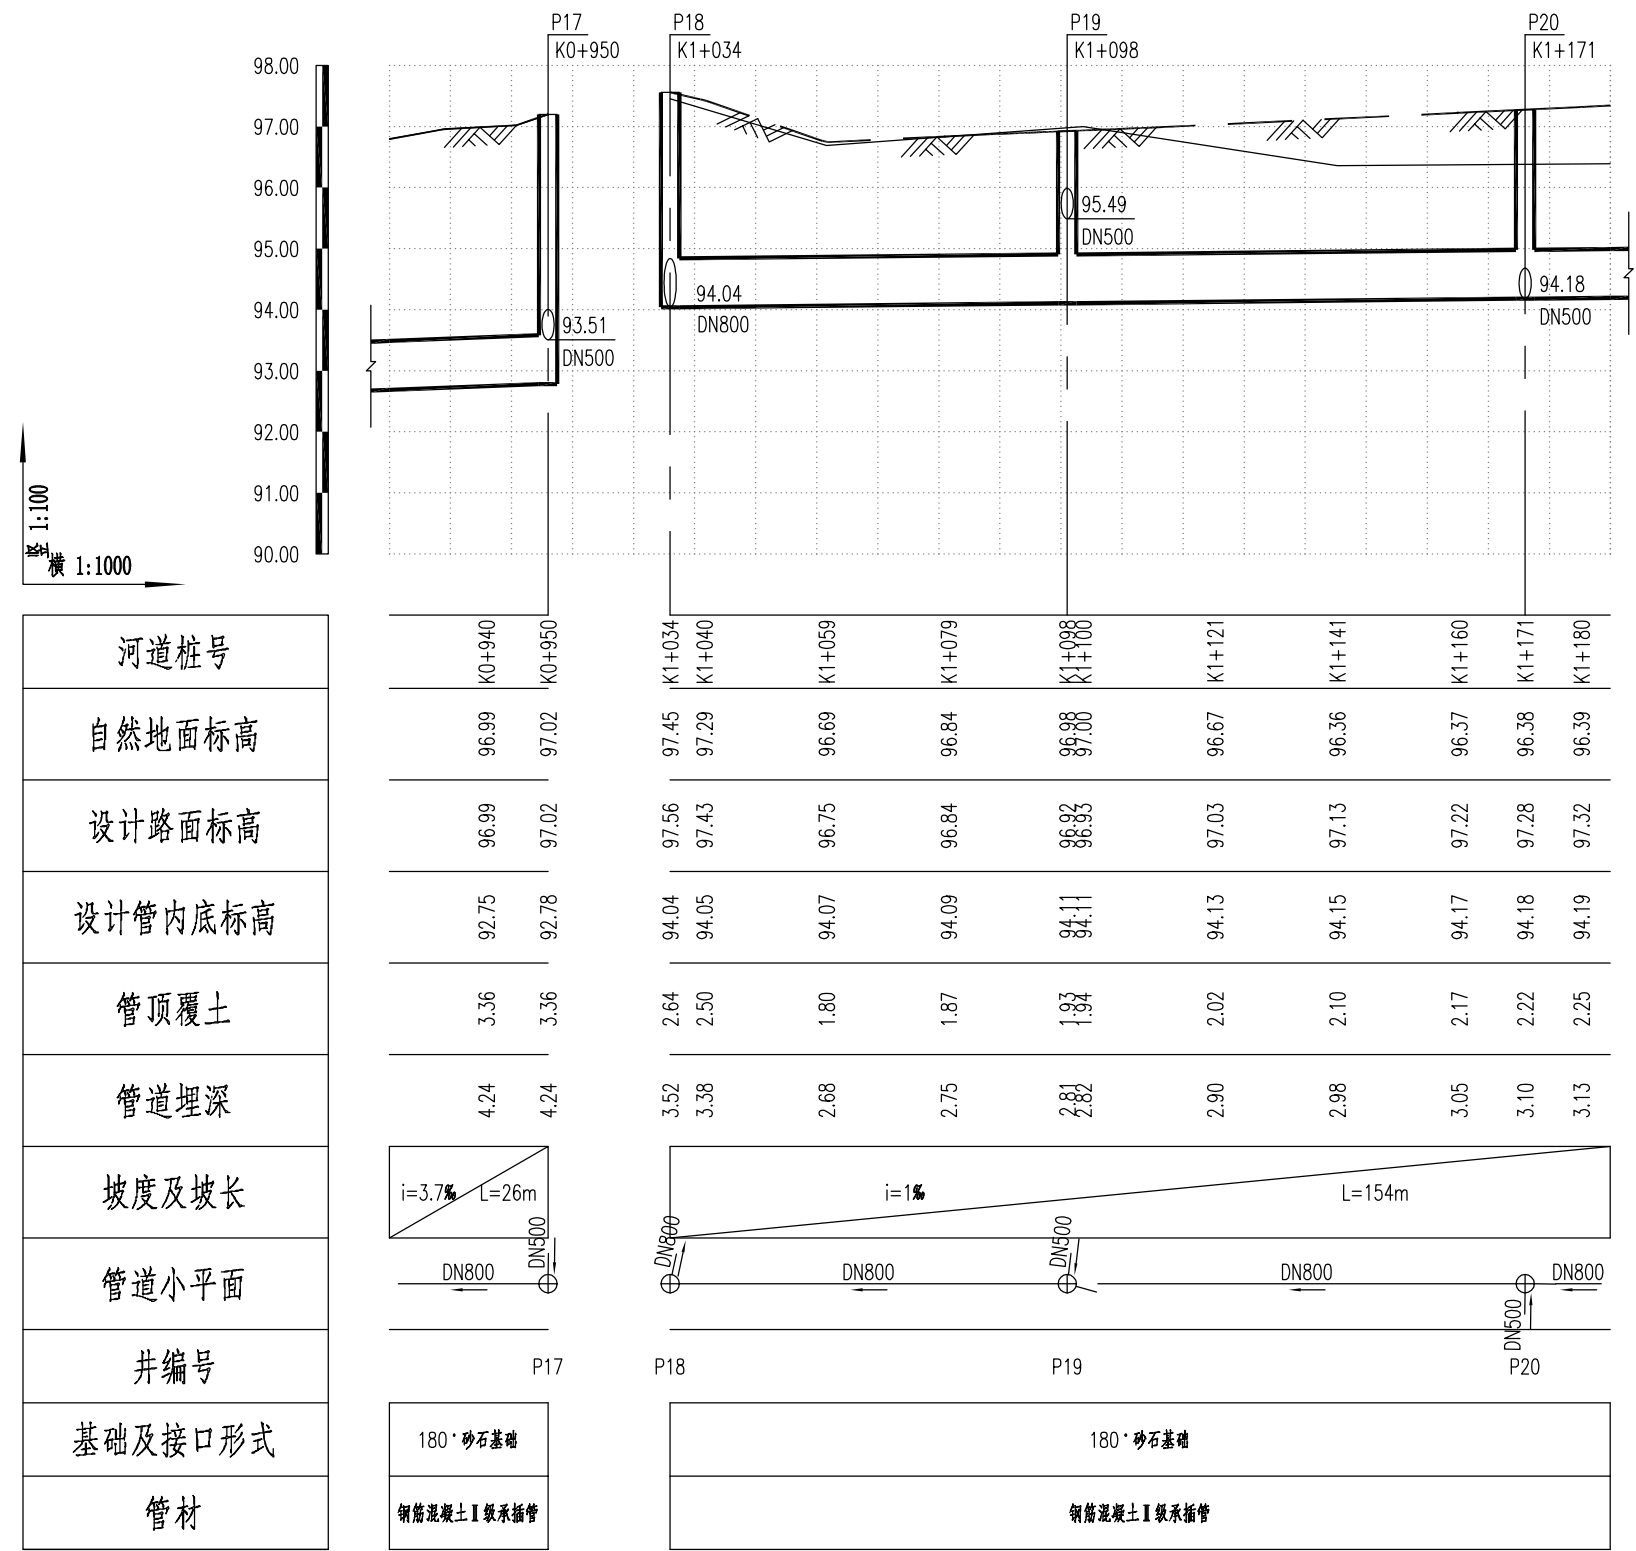 P17
K0+950
P18
K1+034
P19
K1+098
P20
K1+171
98.00
97.00
96.00
95.00
94.00
93.00
92.00
91.00
90.00
95.49
DN500
94.04
DN800
94.18
DN500
93.51
DN500
竖 1:100
横 1:1000
河道桩号 K0+940 K0+950 K1+034 K1+040 K1+059 K1+079 K1+098 K1+100 K1+121 K1+141 K1+160 K1+171 K1+180
自然地面标高 96.99 97.02 97.45 97.29 96.69 96.84 96.98 97.00 96.67 96.36 96.37 96.38 96.39
设计路面标高 96.99 97.02 97.56 97.43 96.75 96.84 96.92 96.93 97.03 97.13 97.22 97.28 97.32
设计管内底标高 92.75 92.78 94.04 94.05 94.07 94.09 94.11 94.11 94.13 94.15 94.17 94.18 94.19
管顶覆土 3.36 3.36 2.64 2.50 1.80 1.87 1.93 1.94 2.02 2.10 2.17 2.22 2.25
管道埋深 4.24 4.24 3.52 3.38 2.68 2.75 2.81 2.82 2.90 2.98 3.05 3.10 3.13
坡度及坡长 i=3.7‰ L=26m i=1‰ L=154m
管道小平面 DN800 DN500 DN800 DN800 DN500 DN800 DN500 DN800
井编号 P17 P18 P19 P20
基础及接口形式 180°砂石基础 180°砂石基础
管材 钢筋混凝土Ⅱ级承插管 钢筋混凝土Ⅱ级承插管